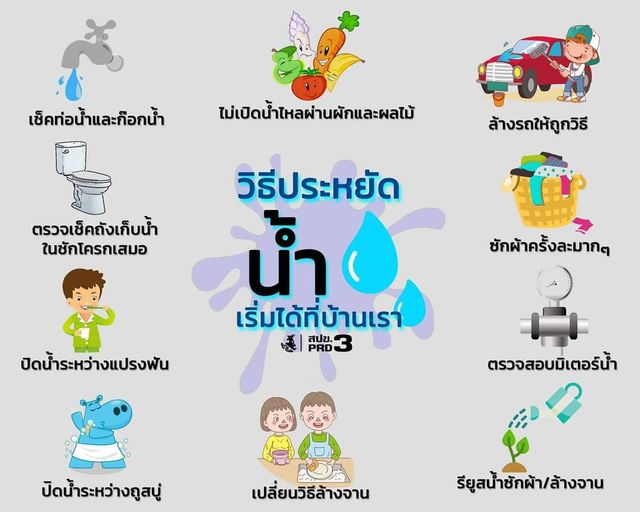 เช็คท่อน้ำและก๊อกน้ำ
ไม่เปิดน้ำไหลผ่านผักและผลไม้
ล้างรถให้ถูกวิธี
ตรวจเช็คถังเก็บน้ำ
ในชักโครกเสมอ
วิธีประหยัด
น้ำ
เริ่มได้ที่บ้านเรา
สปข.
PRD 3
ซักผ้าครั้งละมากๆ
ปิดน้ำระหว่างแปรงฟัน
ตรวจสอบมิเตอร์น้ำ
ปิดน้ำระหว่างถูสบู่
เปลี่ยนวิธีล้างจาน
รียูสน้ำซักผ้า/ล้างจาน